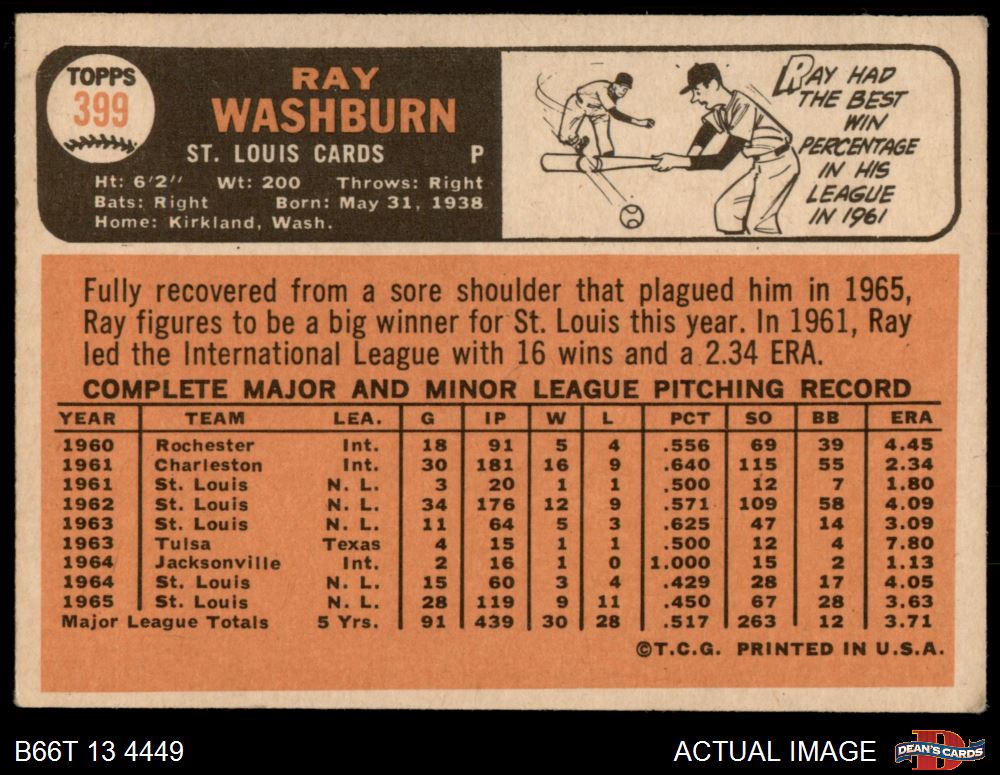 TOPPS
399
RAY
WASHBURN
ST. LOUIS CARDS P
Ht: 6'2" Wt: 200 Throws: Right
Bats: Right Born: May 31, 1938
Home: Kirkland, Wash.
RAY HAD
THE BEST
WIN
PERCENTAGE
IN HIS
LEAGUE
IN 1961
Fully recovered from a sore shoulder that plagued him in 1965,
Ray figures to be a big winner for St. Louis this year. In 1961, Ray
led the International League with 16 wins and a 2.34 ERA.
COMPLETE MAJOR AND MINOR LEAGUE PITCHING RECORD
YEAR TEAM LEA. G IP W L PCT SO BB ERA
1960 Rochester Int. 18 91 5 4 .556 69 39 4.45
1961 Charleston Int. 30 181 16 9 .640 115 55 2.34
1961 St. Louis N. L. 3 20 1 1 .500 12 7 1.80
1962 St. Louis N. L. 34 176 12 9 .571 109 58 4.09
1963 St. Louis N. L. 11 64 5 3 .625 47 14 3.09
1963 Tulsa Texas 4 15 1 1 .500 12 4 7.80
1964 Jacksonville Int. 2 16 1 0 1.000 15 2 1.13
1964 St. Louis N. L. 15 60 3 4 .429 28 17 4.05
1965 St. Louis N. L. 28 119 9 11 .450 67 28 3.63
Major League Totals 5 Yrs. 91 439 30 28 .517 263 12 3.71
©T.C.G. PRINTED IN U.S.A.
B66T 13 4449
ACTUAL IMAGE
D
DEAN'S CARDS